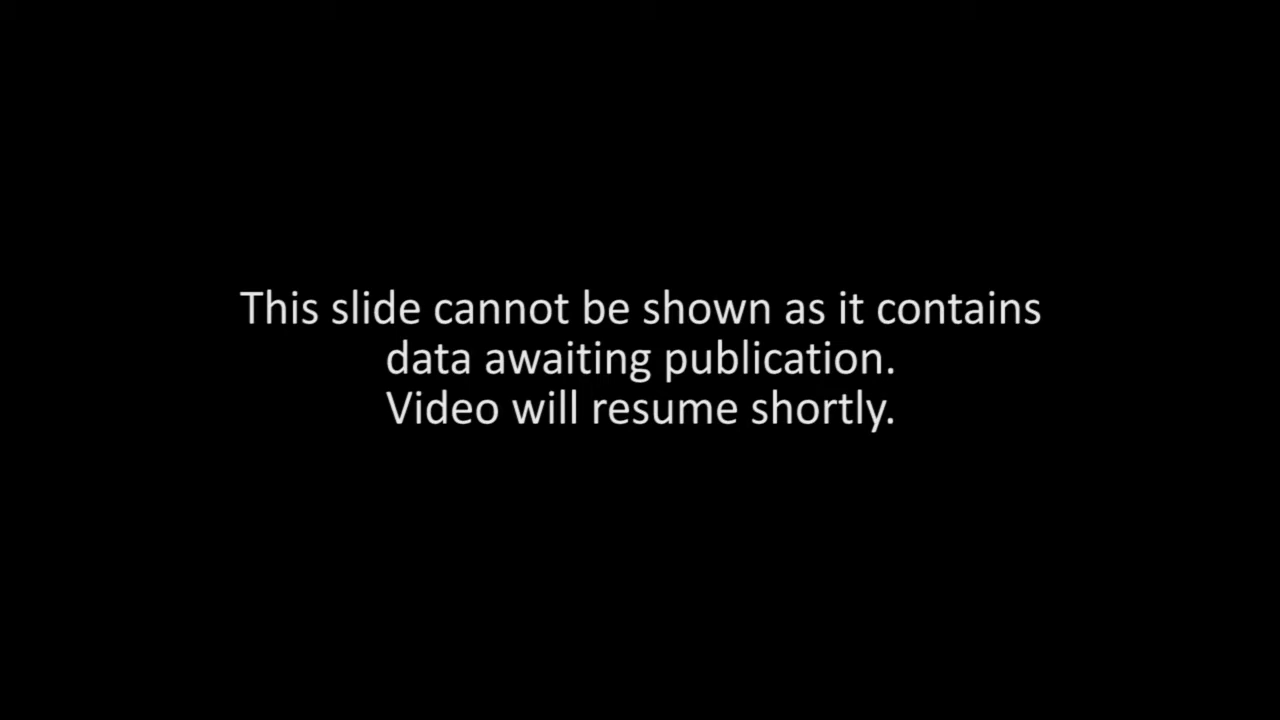 This slide cannot be shown as it contains
data awaiting publication.
Video will resume shortly.